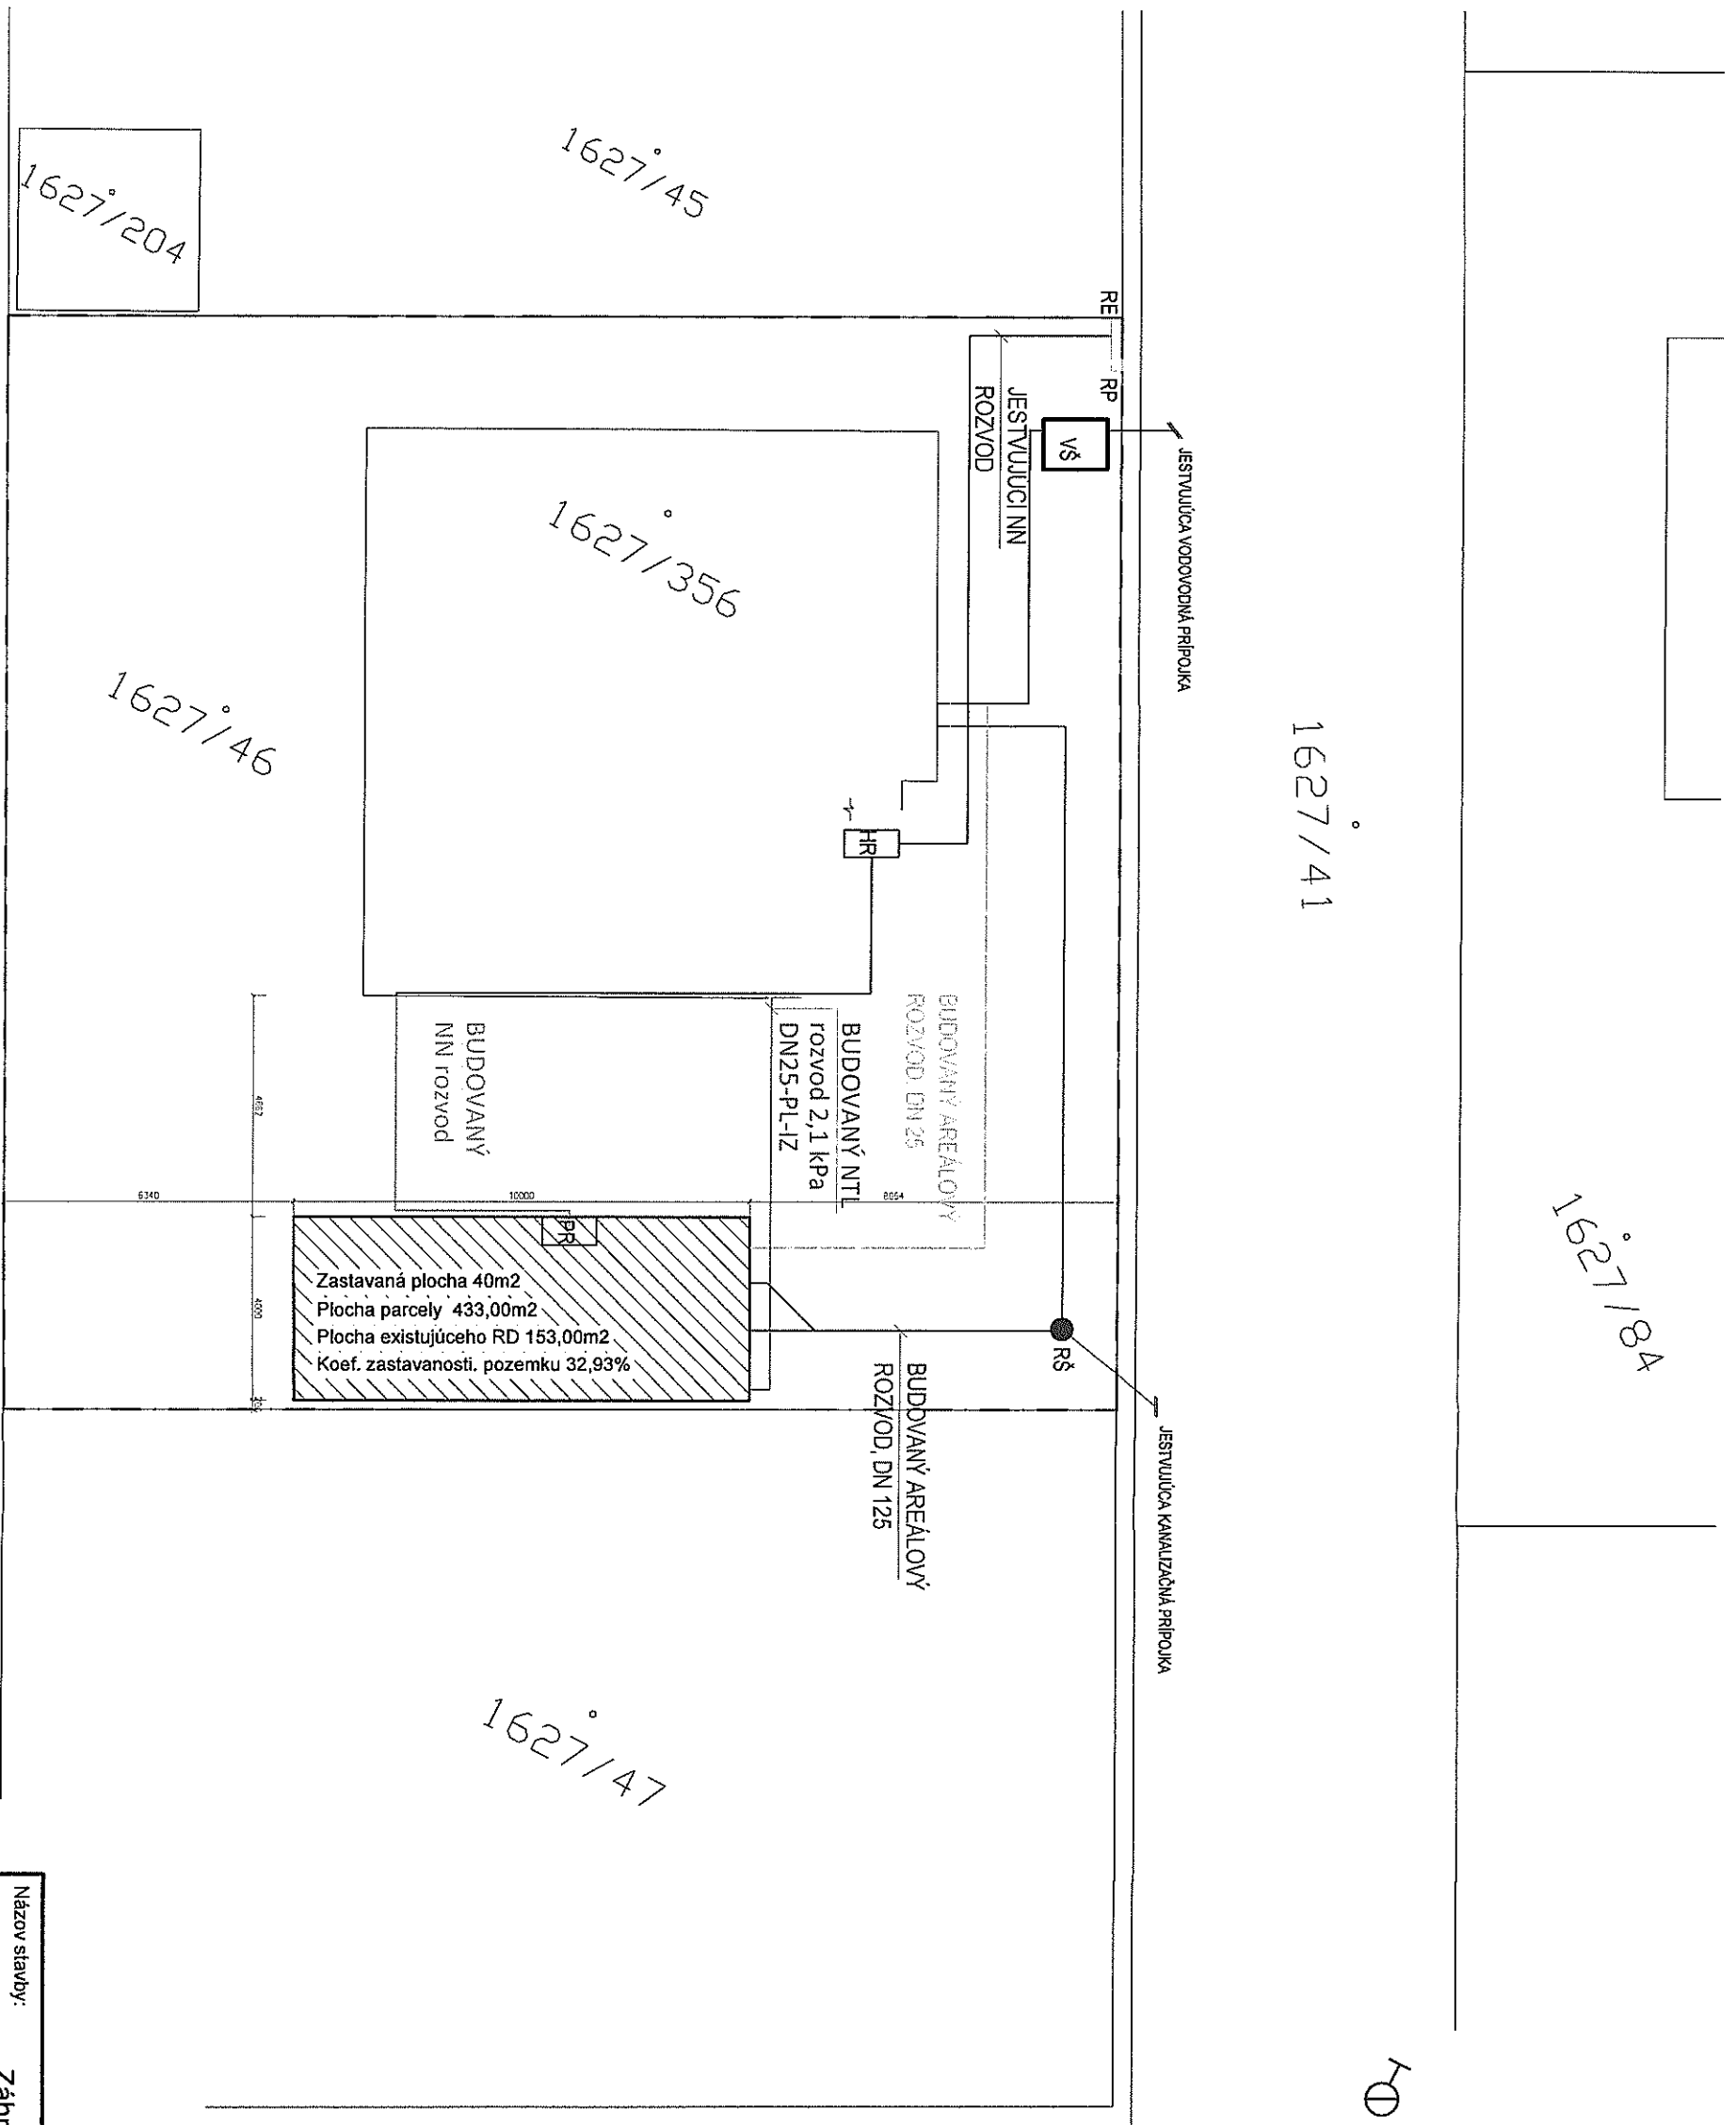 1627/45
1627/204
RE
RP
JESTVUJÚCI NN
ROZVOD
VŠ
JESTVUJÚCA VODOVODNÁ PRÍPOJKA
1627/356
1627/46
1627/41
HR
1627/84
BUDOVANÝ AREÁLOVÝ
ROZVOD, DN 25
BUDOVANÝ NTL
rozvod 2,1 kPa
DN25-PL-IZ
BUDOVANÝ
NN rozvod
4667
6340
10000
8054
PR
Zastavaná plocha 40m2
Plocha parcely 433,00m2
Plocha existujúceho RD 153,00m2
Koef. zastavanosti. pozemku 32,93%
4000
RŠ
BUDOVANÝ AREÁLOVÝ
ROZVOD, DN 125
JESTVUJÚCA KANALIZAČNÁ PRÍPOJKA
1627/47
Názov stavby: